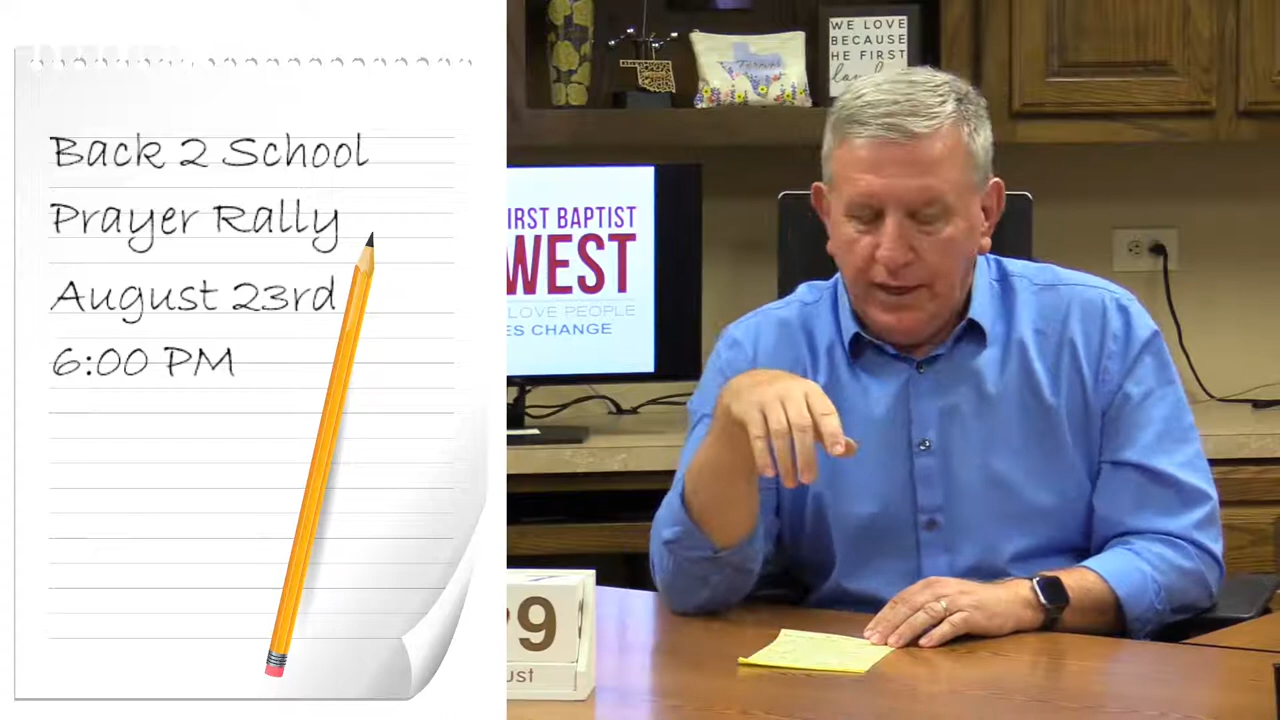 Back 2 School
Prayer Rally
August 23rd
6:00 PM
WE LOVE
BECAUSE
HE FIRST
IRST BAPTIST
WEST
LOVE PEOPLE
ES CHANGE
9
ust